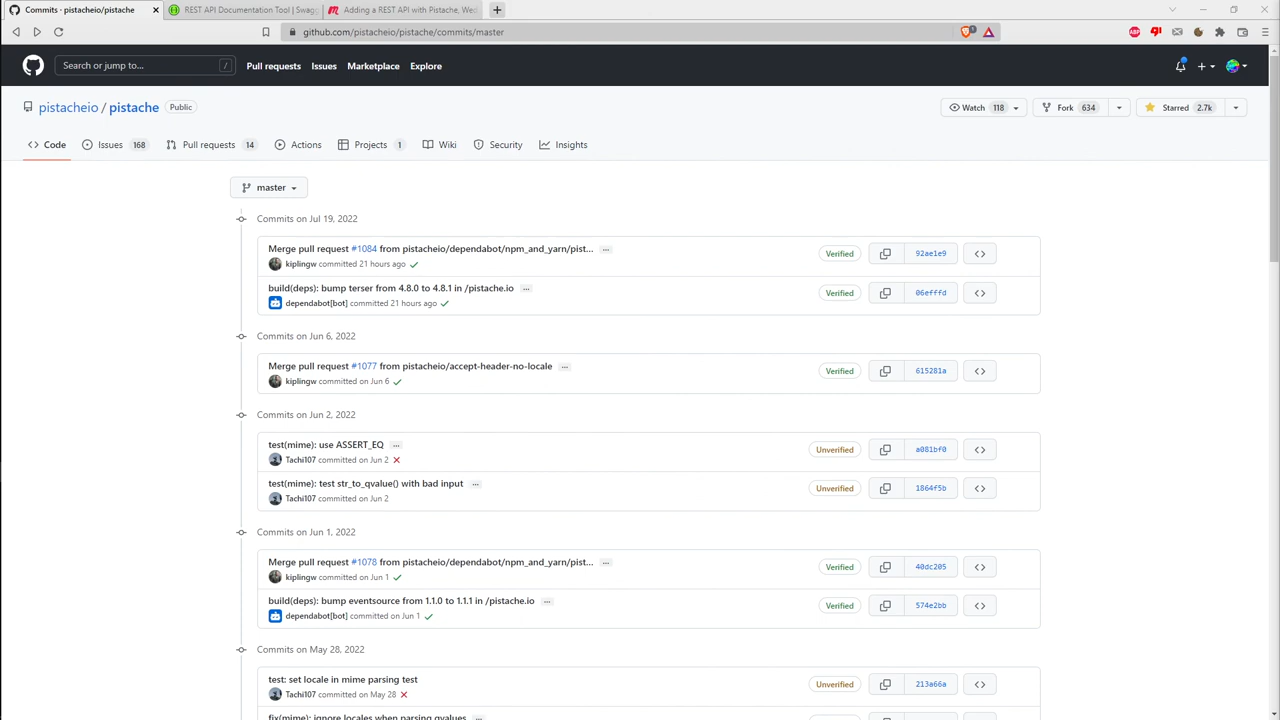 Commits · pistacheio/pistache
REST API Documentation Tool | Swagg
Adding a REST API with Pistache, Wes
github.com/pistacheio/pistache/commits/master
1
ABP
Search or jump to...
/
Pull requests
Issues
Marketplace
Explore
pistacheio / pistache
Public
Watch 118
Fork 634
Starred 2.7k
Code
Issues 168
Pull requests 14
Actions
Projects 1
Wiki
Security
Insights
master
Commits on Jul 19, 2022
Merge pull request #1084 from pistacheio/dependabot/npm_and_yarn/pist... ...
Verified
92ae1e9
kiplingw committed 21 hours ago
build(deps): bump terser from 4.8.0 to 4.8.1 in /pistache.io ...
Verified
06efffd
dependabot[bot] committed 21 hours ago
Commits on Jun 6, 2022
Merge pull request #1077 from pistacheio/accept-header-no-locale ...
Verified
615281a
kiplingw committed on Jun 6
Commits on Jun 2, 2022
test(mime): use ASSERT_EQ ...
Unverified
a081bf0
Tachi107 committed on Jun 2
test(mime): test str_to_qvalue() with bad input ...
Unverified
1864f5b
Tachi107 committed on Jun 2
Commits on Jun 1, 2022
Merge pull request #1078 from pistacheio/dependabot/npm_and_yarn/pist... ...
Verified
40dc205
kiplingw committed on Jun 1
build(deps): bump eventsource from 1.1.0 to 1.1.1 in /pistache.io ...
Verified
574e2bb
dependabot[bot] committed on Jun 1
Commits on May 28, 2022
test: set locale in mime parsing test
Unverified
213a66a
Tachi107 committed on May 28
fix(mime): ignore locales when parsing qvalues ...